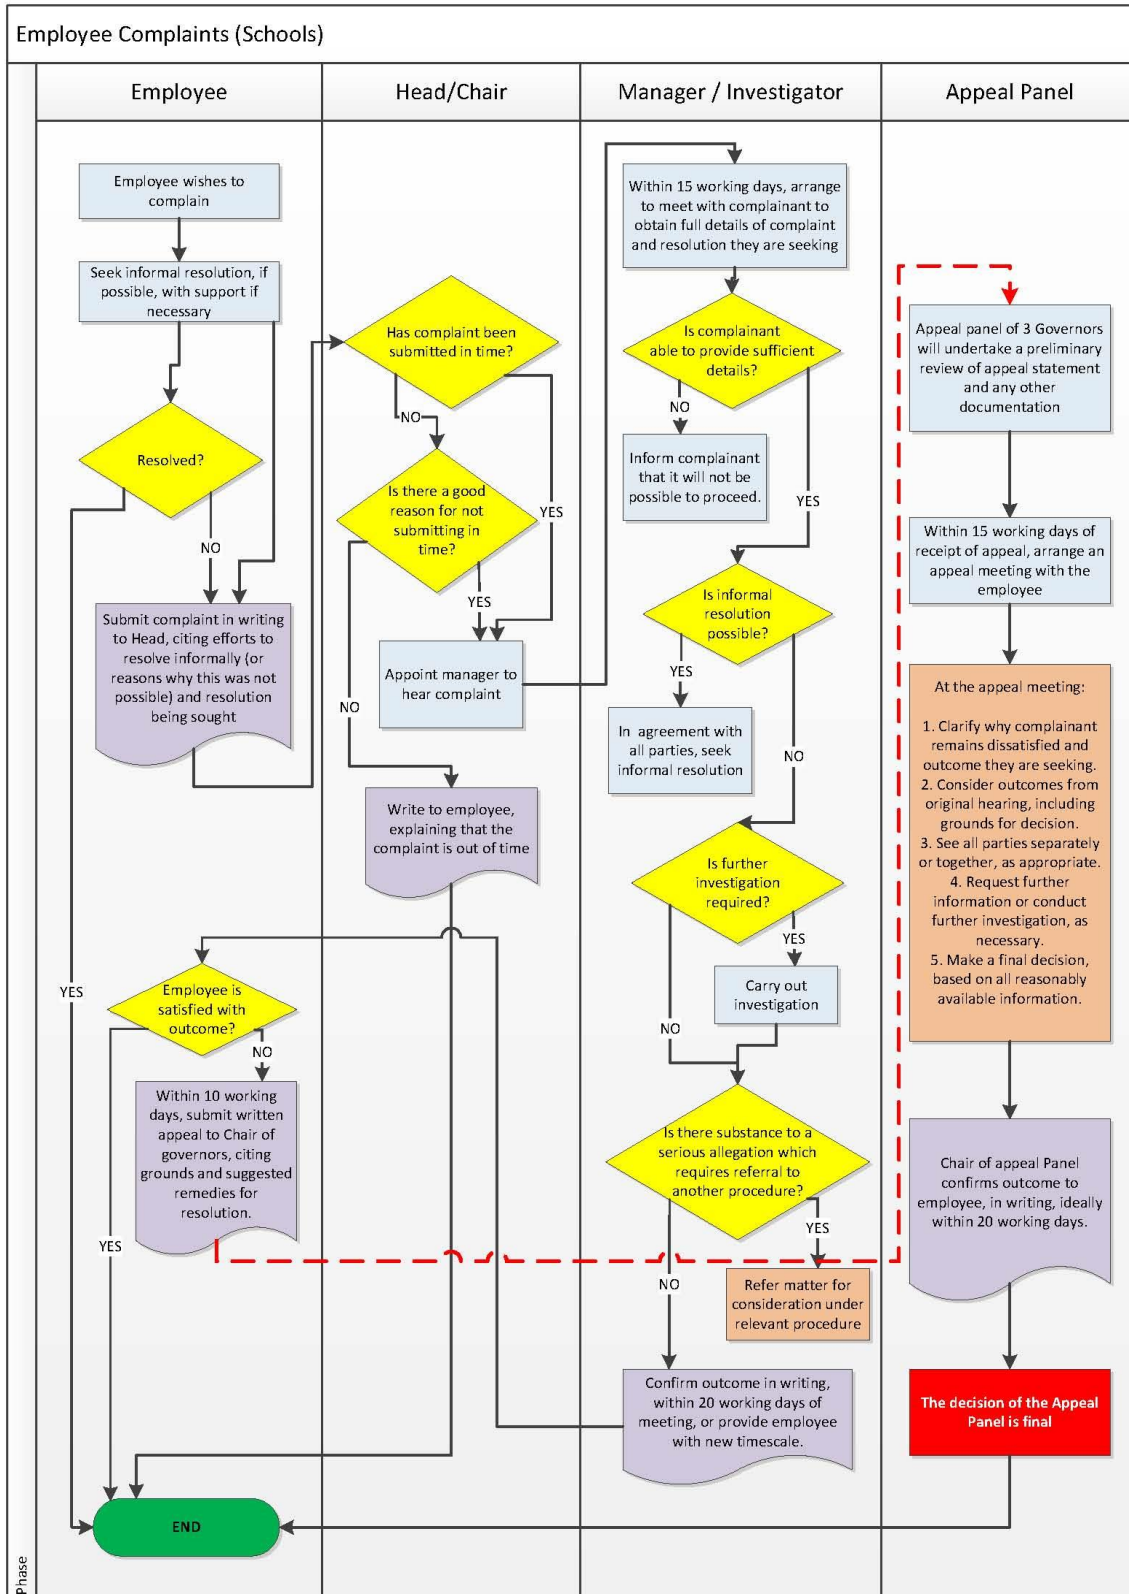 Employee Complaints (Schools)
Employee
Head/Chair
Manager / Investigator
Appeal Panel
Employee wishes to
complain
Seek informal resolution, if
possible, with support if
necessary
Resolved?
NO
YES
Submit complaint in writing
to Head, citing efforts to
resolve informally (or
reasons why this was not
possible) and resolution
being sought
Employee is
satisfied with
outcome?
NO
YES
Within 10 working
days, submit written
appeal to Chair of
governors, citing
grounds and suggested
remedies for
resolution.
END
Has complaint been
submitted in time?
NO
YES
Is there a good
reason for not
submitting in
time?
YES
NO
Appoint manager to
hear complaint
Write to employee,
explaining that the
complaint is out of time
Within 15 working days, arrange
to meet with complainant to
obtain full details of complaint
and resolution they are seeking
Is complainant
able to provide sufficient
details?
NO
YES
Inform complainant
that it will not be
possible to proceed.
Is informal
resolution
possible?
YES
NO
In  agreement with
all parties, seek
informal resolution
Is further
investigation
required?
YES
NO
Carry out
investigation
Is there substance to a
serious allegation which
requires referral to
another procedure?
YES
NO
Refer matter for
consideration under
relevant procedure
Confirm outcome in writing,
within 20 working days of
meeting, or provide employee
with new timescale.
Appeal panel of 3 Governors
will undertake a preliminary
review of appeal statement
and any other
documentation
Within 15 working days of
receipt of appeal, arrange an
appeal meeting with the
employee
At the appeal meeting:
1. Clarify why complainant
remains dissatisfied and
outcome they are seeking.
2. Consider outcomes from
original hearing, including
grounds for decision.
3. See all parties separately
or together, as appropriate.
4. Request further
information or conduct
further investigation, as
necessary.
5. Make a final decision,
based on all reasonably
available information.
Chair of appeal Panel
confirms outcome to
employee, in writing, ideally
within 20 working days.
The decision of the Appeal
Panel is final
Phase